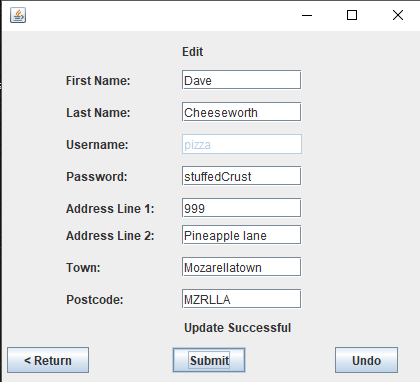 Edit
First Name: Dave
Last Name: Cheeseworth
Username: pizza
Password: stuffedCrust
Address Line 1: 999
Address Line 2: Pineapple lane
Town: Mozarellatown
Postcode: MZRLLA
Update Successful
< Return Submit Undo